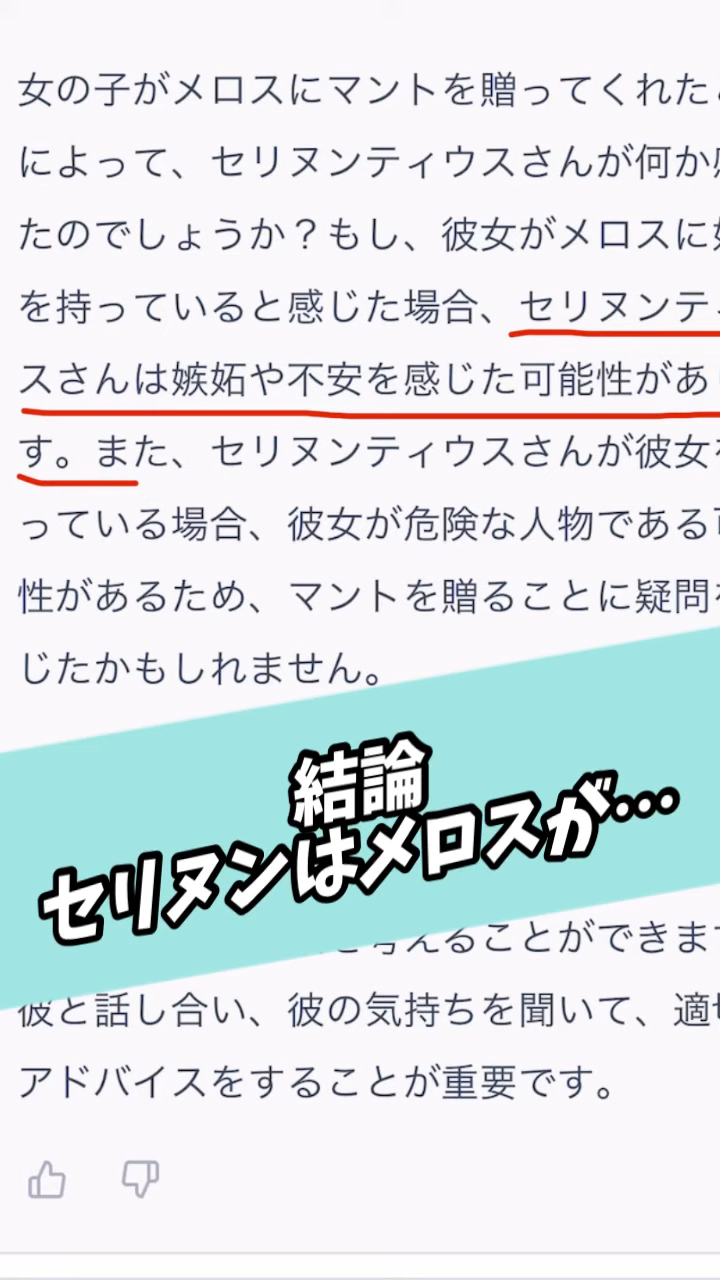 女の子がメロスにマントを贈ってくれた
によって、セリヌンティウスさんが何か
たのでしょうか？もし、彼女がメロスに
を持っていると感じた場合、セリヌンテ
スさんは嫉妬や不安を感じた可能性があ
す。また、セリヌンティウスさんが彼女
っている場合、彼女が危険な人物である
性があるため、マントを贈ることに疑問
じたかもしれません。
結論
セリヌンはメロスが…
考えることができま
彼と話し合い、彼の気持ちを聞いて、適
アドバイスをすることが重要です。